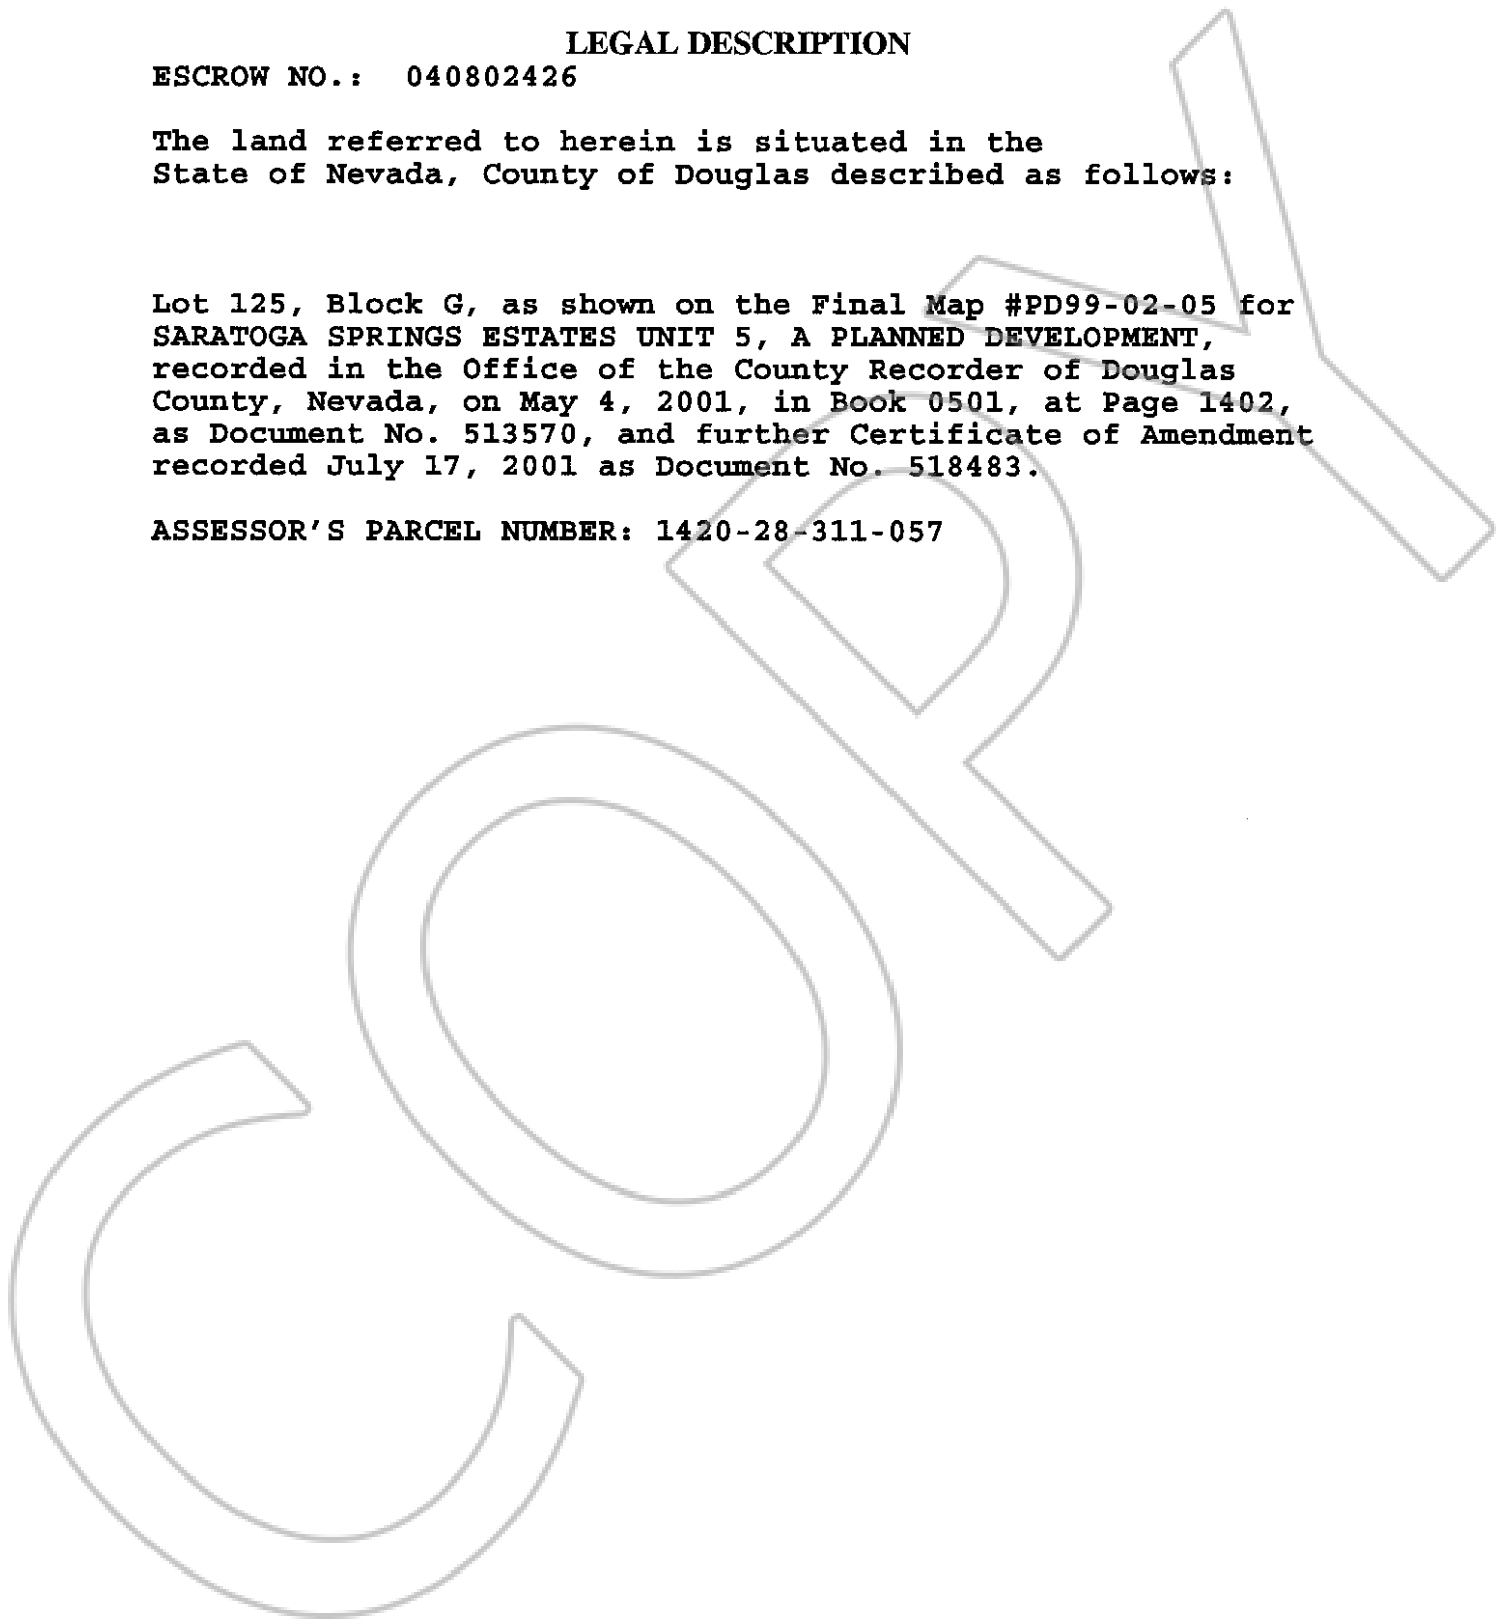 LEGAL DESCRIPTION
ESCROW NO.: 040802426
The land referred to herein is situated in the
State of Nevada, County of Douglas described as follows:
Lot 125, Block G, as shown on the Final Map #PD99-02-05 for
SARATOGA SPRINGS ESTATES UNIT 5, A PLANNED DEVELOPMENT,
recorded in the Office of the County Recorder of Douglas
County, Nevada, on May 4, 2001, in Book 0501, at Page 1402,
as Document No. 513570, and further Certificate of Amendment
recorded July 17, 2001 as Document No. 518483.
ASSESSOR'S PARCEL NUMBER: 1420-28-311-057
COPY